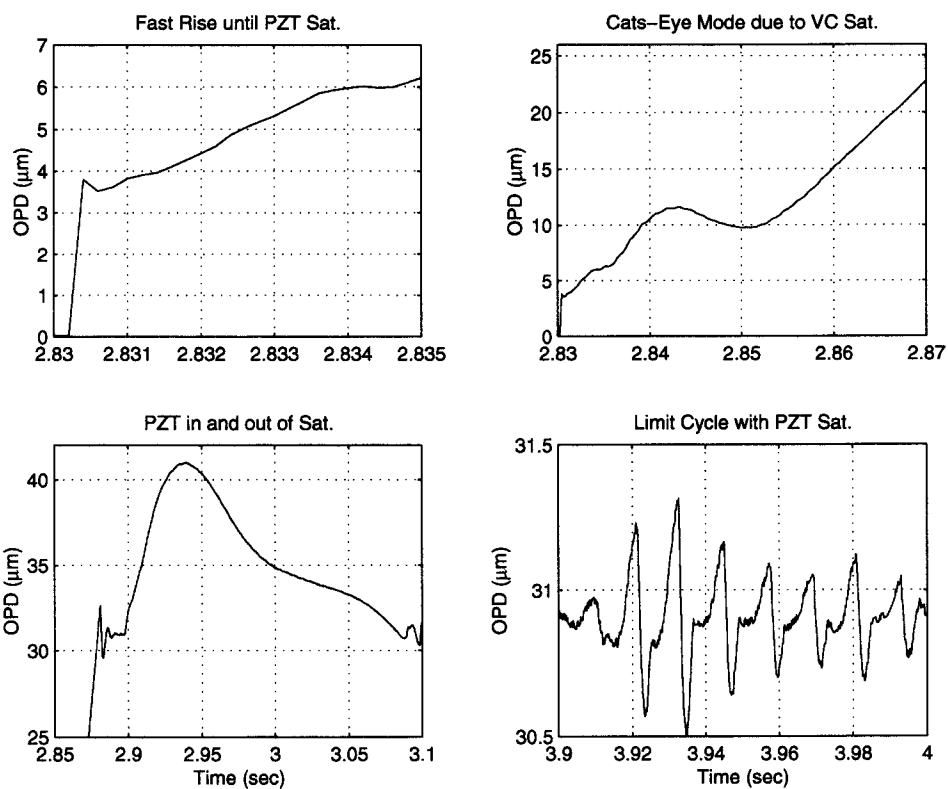 Fast Rise until PZT Sat.
7
6
5
4
3
2
1
0
OPD (μm)
2.83 2.831 2.832 2.833 2.834 2.835
Cats-Eye Mode due to VC Sat.
25
20
15
10
5
0
OPD (μm)
2.83 2.84 2.85 2.86 2.87
PZT in and out of Sat.
40
35
30
25
OPD (μm)
2.85 2.9 2.95 3 3.05 3.1
Time (sec)
Limit Cycle with PZT Sat.
31.5
31
30.5
OPD (μm)
3.9 3.92 3.94 3.96 3.98 4
Time (sec)